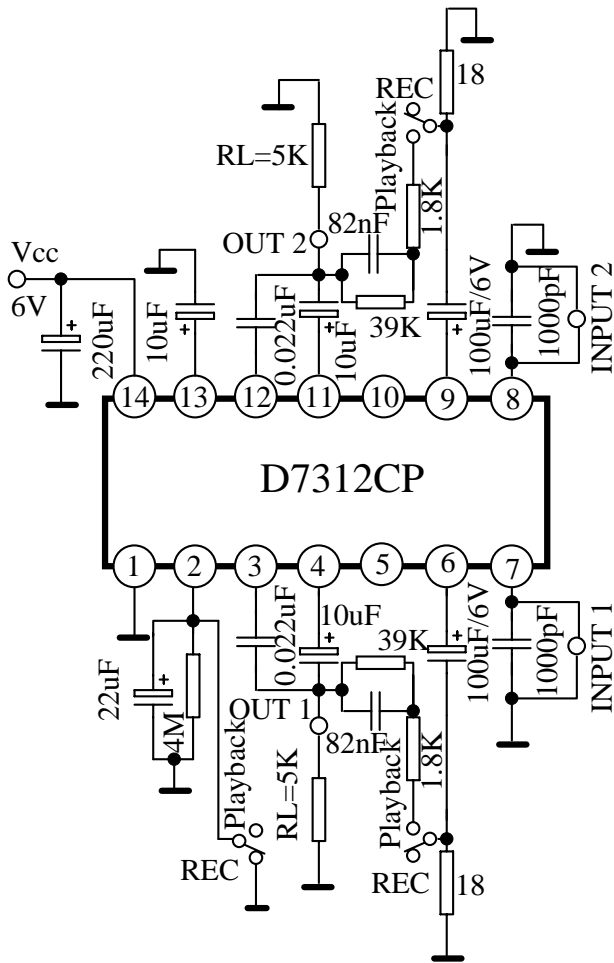 18
REC
RL=5K
Playback
1.8K
82nF
OUT 2
Vcc
6V
220uF
10uF
0.022uF
10uF
39K
100uF/6V
1000pF
INPUT 2
14
13
12
11
10
9
8
D7312CP
1
2
3
4
5
6
7
22uF
4M
0.022uF
10uF
39K
100uF/6V
1000pF
INPUT 1
OUT 1
82nF
1.8K
Playback
RL=5K
Playback
REC
REC
18